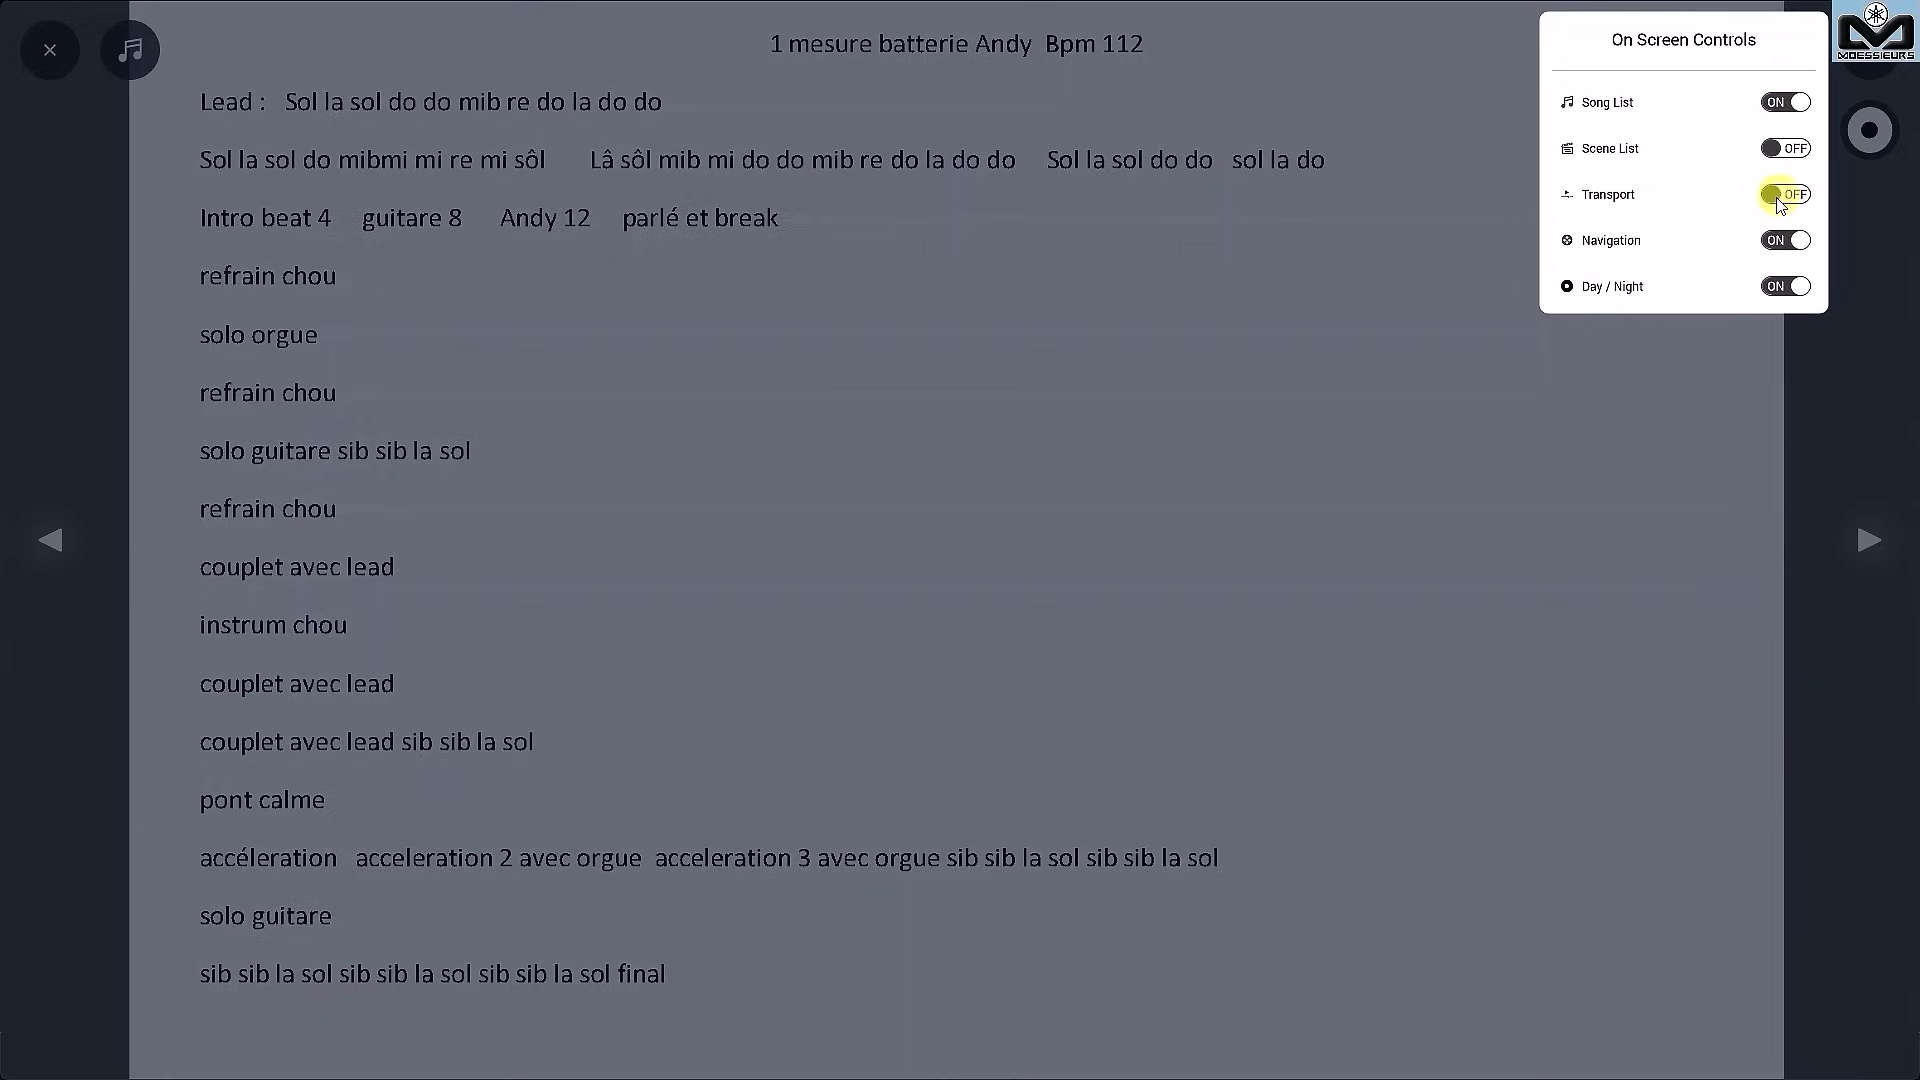 1 mesure batterie Andy  Bpm 112
Lead :   Sol la sol do do mib re do la do do
Sol la sol do mibmi mi re mi sôl      Lâ sôl mib mi do do mib re do la do do     Sol la sol do do   sol la do
Intro beat 4    guitare 8     Andy 12    parlé et break
refrain chou
solo orgue
refrain chou
solo guitare sib sib la sol
refrain chou
couplet avec lead
instrum chou
couplet avec lead
couplet avec lead sib sib la sol
pont calme
accéleration   acceleration 2 avec orgue  acceleration 3 avec orgue sib sib la sol sib sib la sol
solo guitare
sib sib la sol sib sib la sol sib sib la sol final
On Screen Controls
Song List ON
Scene List OFF
Transport OFF
Navigation ON
Day / Night ON
MOESSIEURS